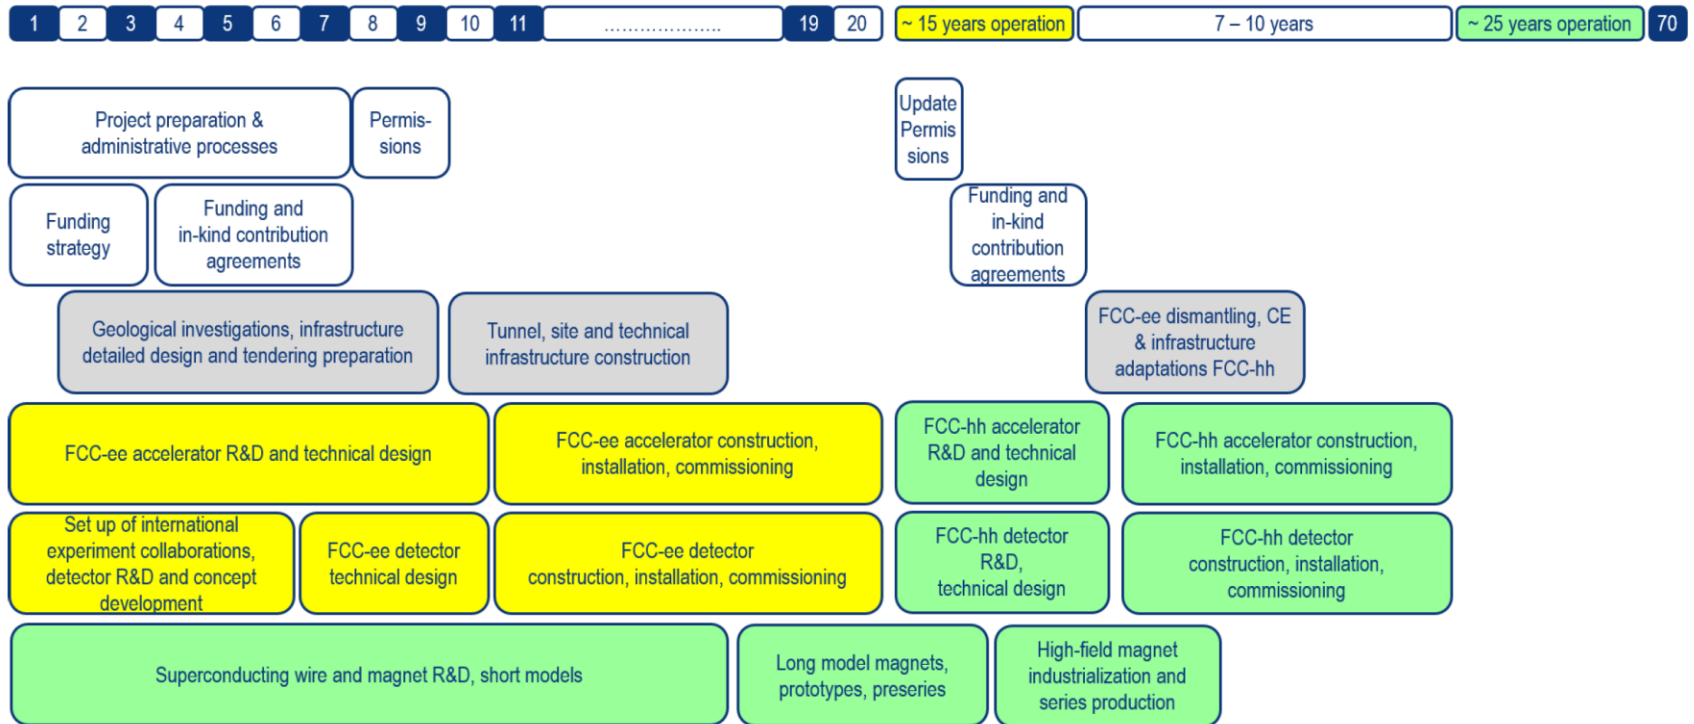 1 2 3 4 5 6 7 8 9 10 11 ……………….. 19 20 ~ 15 years operation 7 – 10 years ~ 25 years operation 70
Project preparation &
administrative processes
Permis-
sions
Update
Permis
sions
Funding
strategy
Funding and
in-kind contribution
agreements
Funding and
in-kind
contribution
agreements
Geological investigations, infrastructure
detailed design and tendering preparation
Tunnel, site and technical
infrastructure construction
FCC-ee dismantling, CE
& infrastructure
adaptations FCC-hh
FCC-ee accelerator R&D and technical design
FCC-ee accelerator construction,
installation, commissioning
FCC-hh accelerator
R&D and technical
design
FCC-hh accelerator construction,
installation, commissioning
Set up of international
experiment collaborations,
detector R&D and concept
development
FCC-ee detector
technical design
FCC-ee detector
construction, installation, commissioning
FCC-hh detector
R&D,
technical design
FCC-hh detector
construction, installation,
commissioning
Superconducting wire and magnet R&D, short models
Long model magnets,
prototypes, preseries
High-field magnet
industrialization and
series production